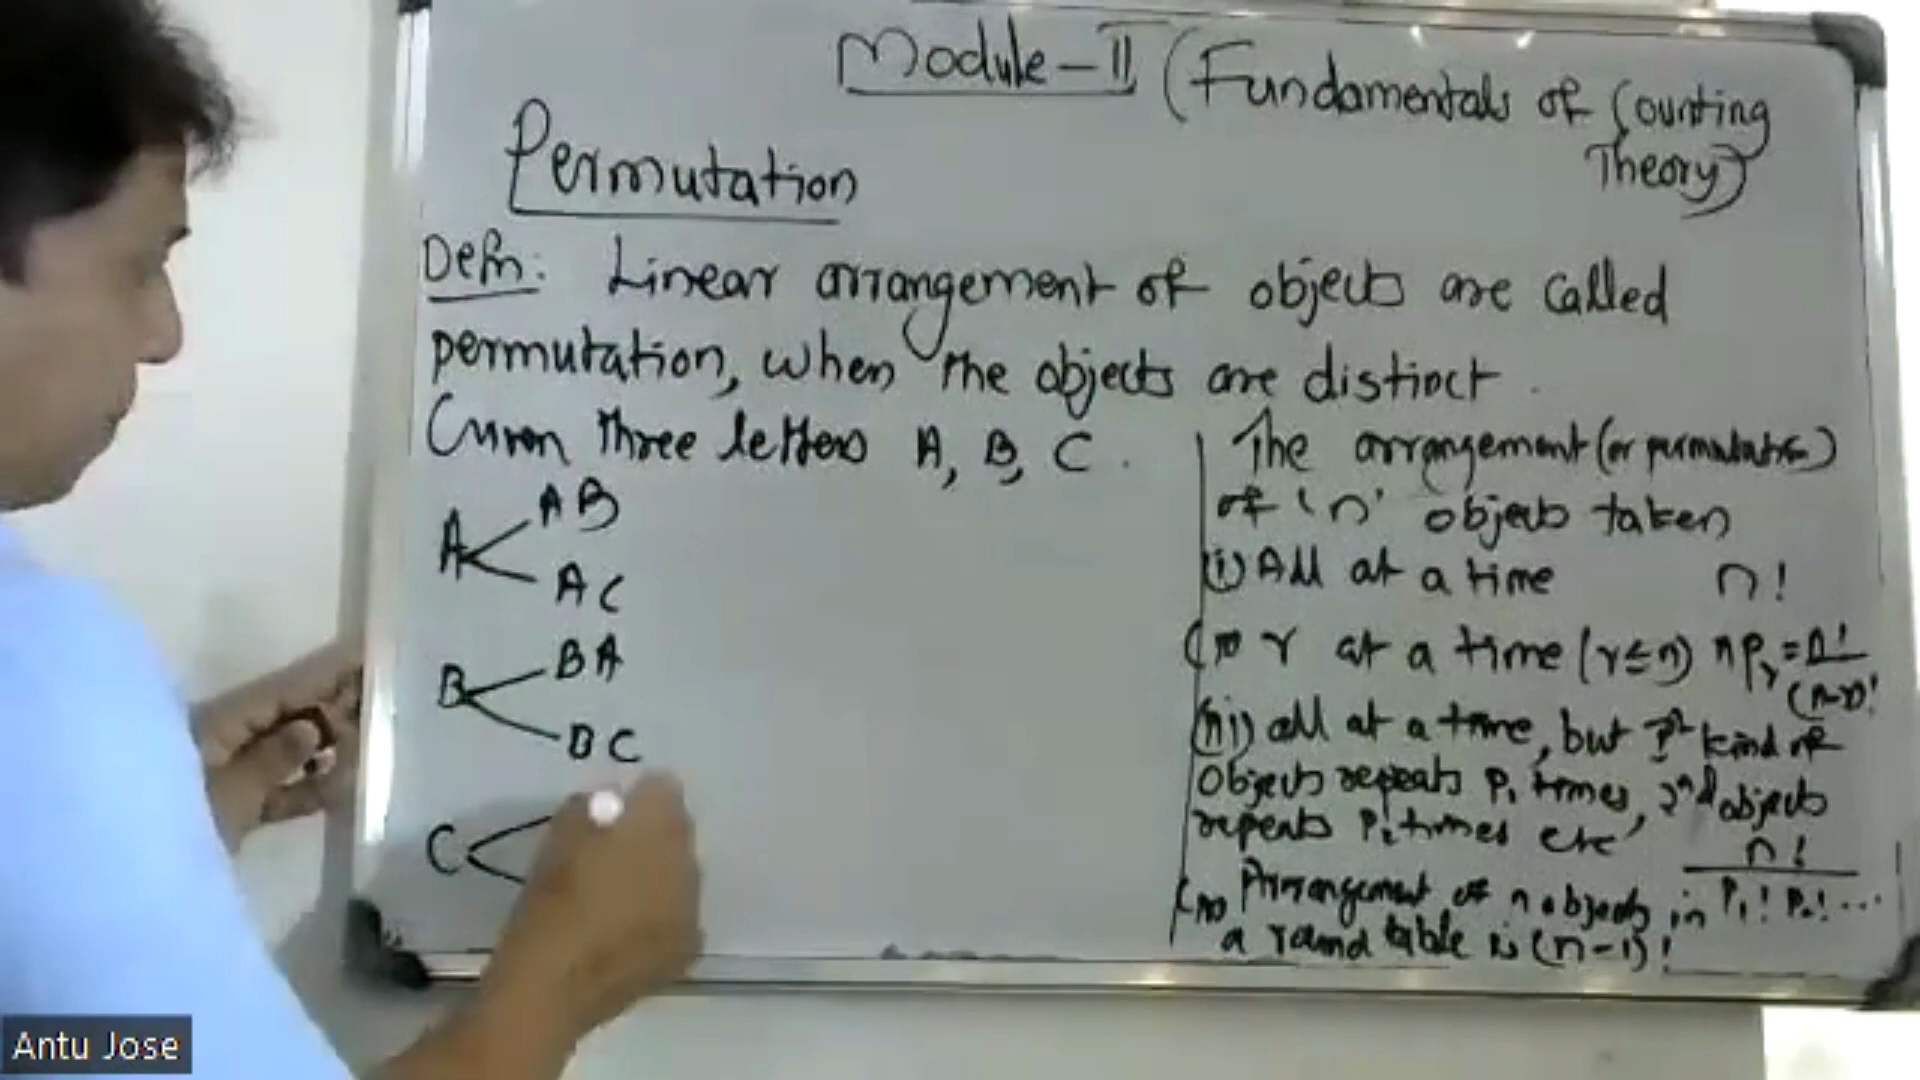 Module-II (Fundamentals of Counting
Theory)
Permutation
Defn: Linear arrangement of objects are called
permutation, when the objects are distinct.
Given three letters A, B, C.
A
AB
AC
B
BA
BC
C
The arrangement (or permutation)
of 'n' objects taken
(i) All at a time n!
(ii) r at a time (r≤n) nPr = n!/(n-r)!
(iii) all at a time, but kind of
objects repeats P1 times, 2nd objects
repeats P2 times etc n!/P1! P2! ...
(iv) Arrangement of n objects in
a round table is (n-1)!
Antu Jose